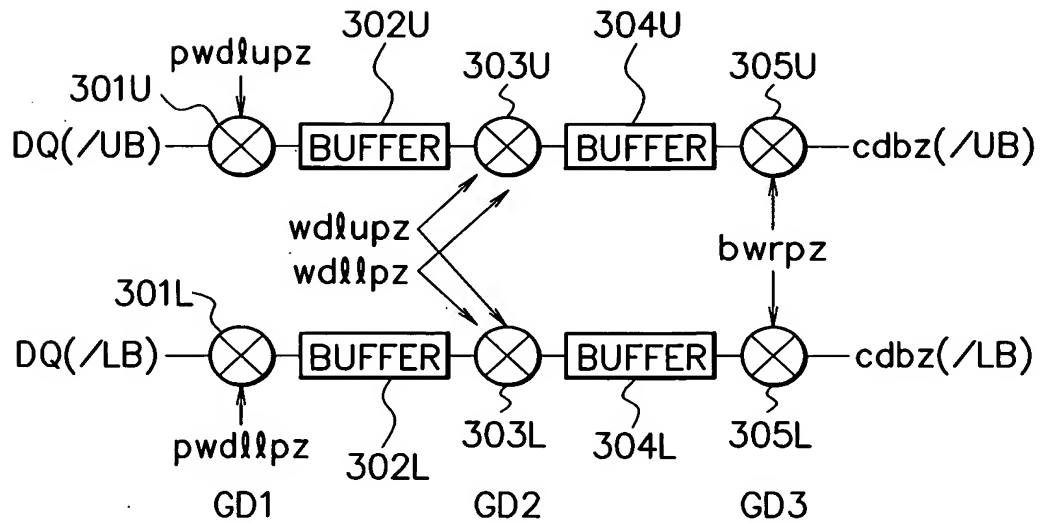 302U 304U
pwdℓupz 303U 305U
301U
DQ(/UB) BUFFER BUFFER cdbz(/UB)
wdℓupz
bwrpz
wdℓℓpz
301L
DQ(/LB) BUFFER BUFFER cdbz(/LB)
pwdℓℓpz 302L 303L 304L 305L
GD1 GD2 GD3